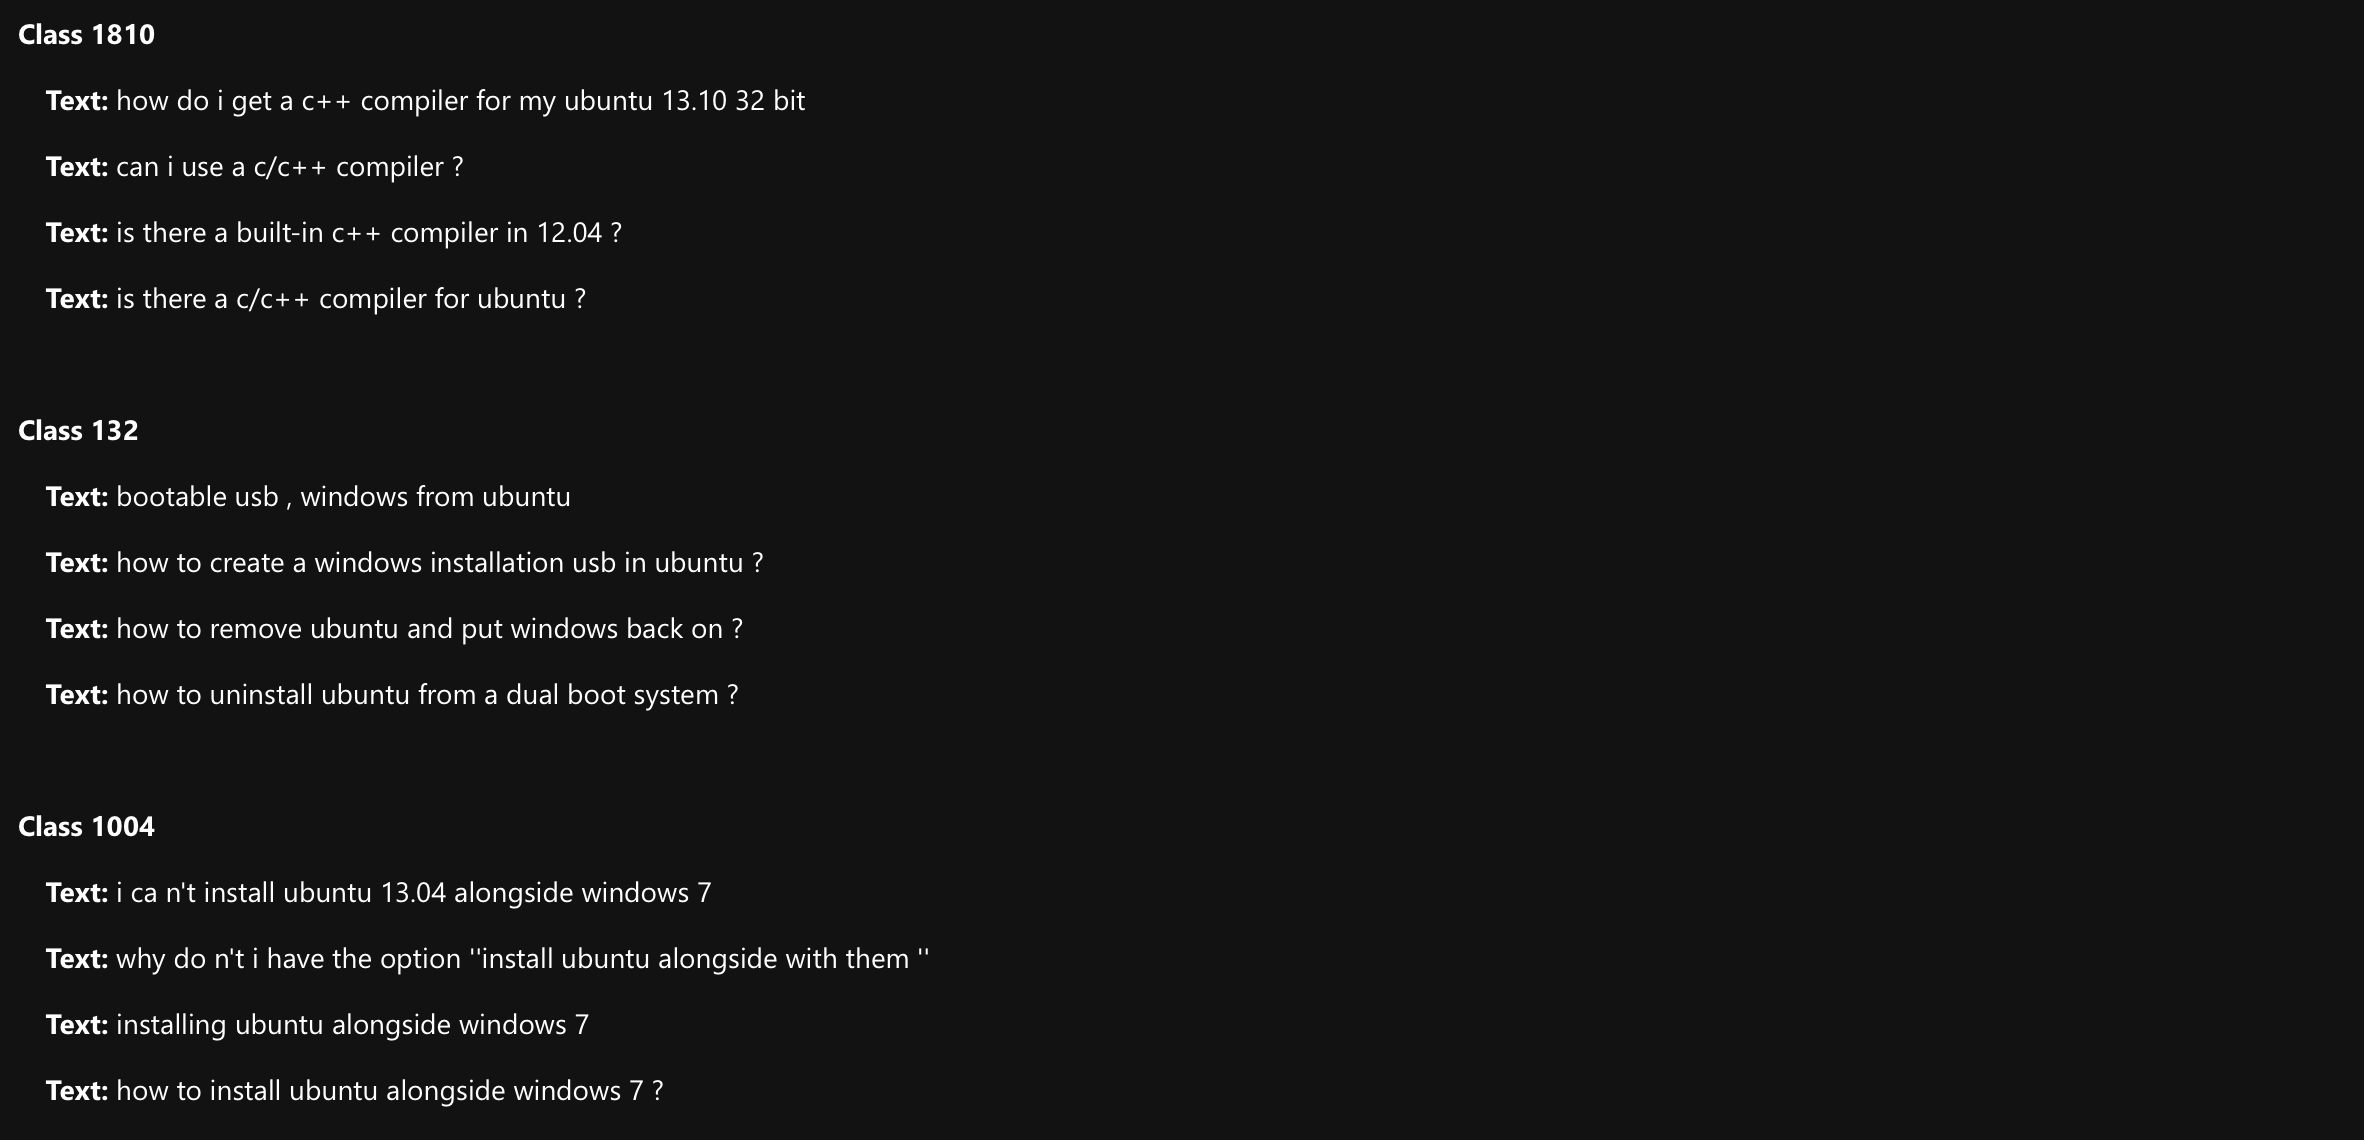 Class 1810
Text: how do i get a c++ compiler for my ubuntu 13.10 32 bit
Text: can i use a c/c++ compiler ?
Text: is there a built-in c++ compiler in 12.04 ?
Text: is there a c/c++ compiler for ubuntu ?
Class 132
Text: bootable usb , windows from ubuntu
Text: how to create a windows installation usb in ubuntu ?
Text: how to remove ubuntu and put windows back on ?
Text: how to uninstall ubuntu from a dual boot system ?
Class 1004
Text: i ca n't install ubuntu 13.04 alongside windows 7
Text: why do n't i have the option ''install ubuntu alongside with them ''
Text: installing ubuntu alongside windows 7
Text: how to install ubuntu alongside windows 7 ?